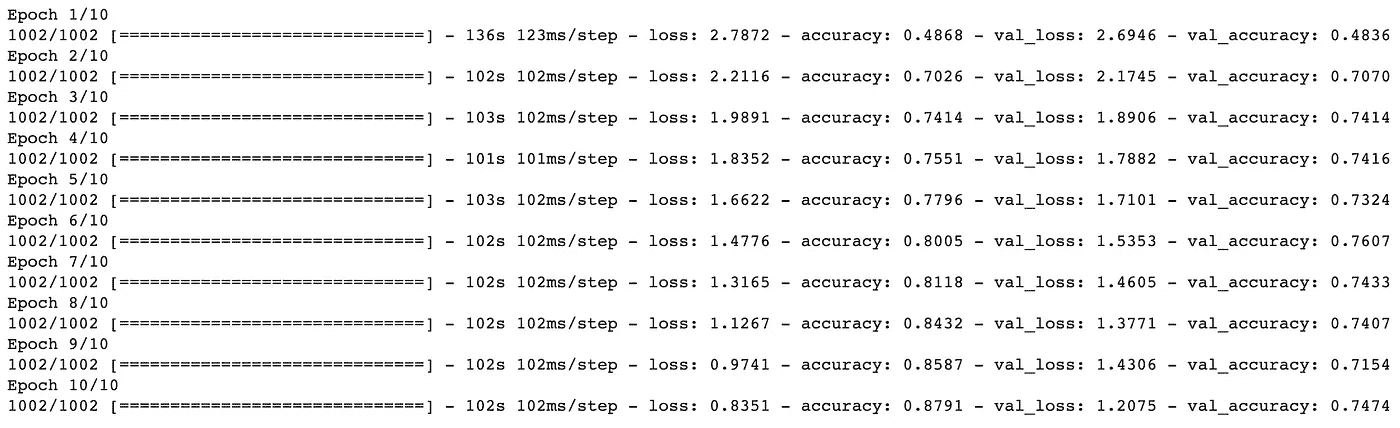 Epoch 1/10
1002/1002 [==============================] - 136s 123ms/step - loss: 2.7872 - accuracy: 0.4868 - val_loss: 2.6946 - val_accuracy: 0.4836
Epoch 2/10
1002/1002 [==============================] - 102s 102ms/step - loss: 2.2116 - accuracy: 0.7026 - val_loss: 2.1745 - val_accuracy: 0.7070
Epoch 3/10
1002/1002 [==============================] - 103s 102ms/step - loss: 1.9891 - accuracy: 0.7414 - val_loss: 1.8906 - val_accuracy: 0.7414
Epoch 4/10
1002/1002 [==============================] - 101s 101ms/step - loss: 1.8352 - accuracy: 0.7551 - val_loss: 1.7882 - val_accuracy: 0.7416
Epoch 5/10
1002/1002 [==============================] - 103s 102ms/step - loss: 1.6622 - accuracy: 0.7796 - val_loss: 1.7101 - val_accuracy: 0.7324
Epoch 6/10
1002/1002 [==============================] - 102s 102ms/step - loss: 1.4776 - accuracy: 0.8005 - val_loss: 1.5353 - val_accuracy: 0.7607
Epoch 7/10
1002/1002 [==============================] - 102s 102ms/step - loss: 1.3165 - accuracy: 0.8118 - val_loss: 1.4605 - val_accuracy: 0.7433
Epoch 8/10
1002/1002 [==============================] - 102s 102ms/step - loss: 1.1267 - accuracy: 0.8432 - val_loss: 1.3771 - val_accuracy: 0.7407
Epoch 9/10
1002/1002 [==============================] - 102s 102ms/step - loss: 0.9741 - accuracy: 0.8587 - val_loss: 1.4306 - val_accuracy: 0.7154
Epoch 10/10
1002/1002 [==============================] - 102s 102ms/step - loss: 0.8351 - accuracy: 0.8791 - val_loss: 1.2075 - val_accuracy: 0.7474